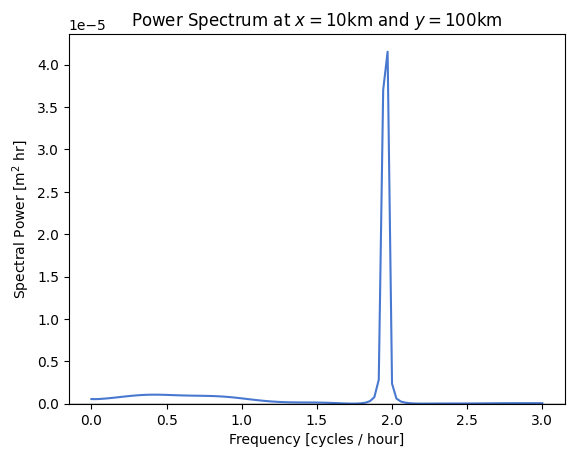 Power Spectrum at x = 10km and y = 100km
1e−5
4.0
3.5
3.0
2.5
2.0
1.5
1.0
0.5
0.0
Spectral Power [m² hr]
0.0 0.5 1.0 1.5 2.0 2.5 3.0
Frequency [cycles / hour]